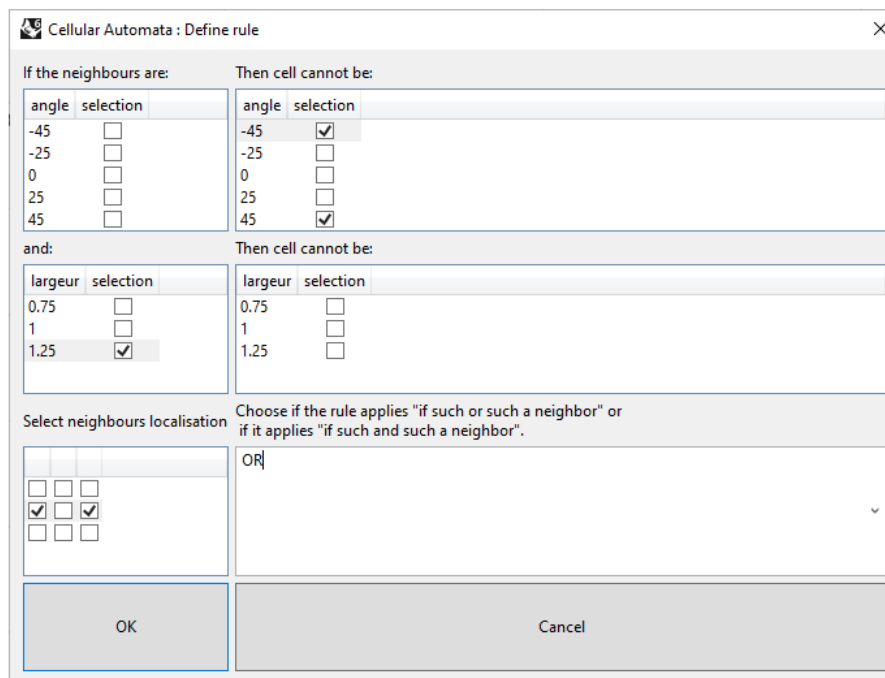 Cellular Automata : Define rule
If the neighbours are:
Then cell cannot be:
angle selection
-45
-25
0
25
45
angle selection
-45
-25
0
25
45
and:
Then cell cannot be:
largeur selection
0.75
1
1.25
largeur selection
0.75
1
1.25
Select neighbours localisation
Choose if the rule applies "if such or such a neighbor" or
if it applies "if such and such a neighbor".
OR
OK
Cancel